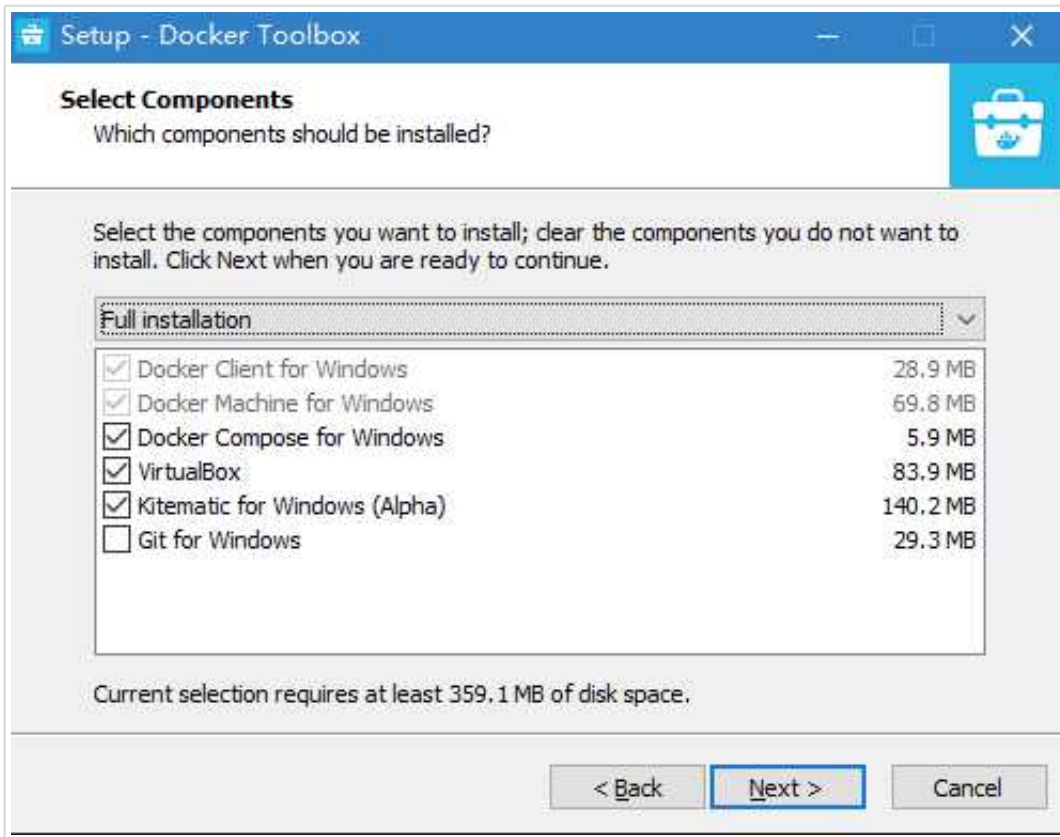 Setup - Docker Toolbox
Select Components
Which components should be installed?
Select the components you want to install; clear the components you do not want to
install. Click Next when you are ready to continue.
Full installation
Docker Client for Windows 28.9 MB
Docker Machine for Windows 69.8 MB
Docker Compose for Windows 5.9 MB
VirtualBox 83.9 MB
Kitematic for Windows (Alpha) 140.2 MB
Git for Windows 29.3 MB
Current selection requires at least 359.1 MB of disk space.
< Back Next > Cancel